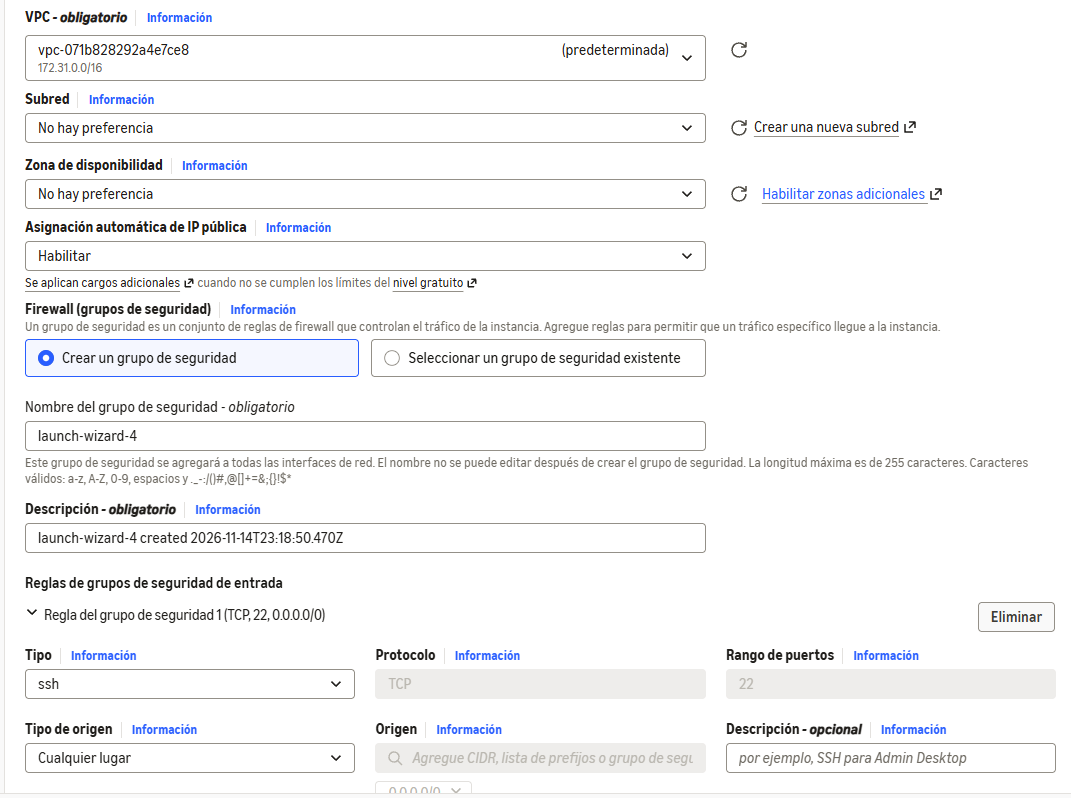 VPC - obligatorio Información
vpc-071b828292a4e7ce8 (predeterminada)
172.31.0.0/16
Subred Información
No hay preferencia Crear una nueva subred
Zona de disponibilidad Información
No hay preferencia Habilitar zonas adicionales
Asignación automática de IP pública Información
Habilitar
Se aplican cargos adicionales cuando no se cumplen los límites del nivel gratuito
Firewall (grupos de seguridad) Información
Un grupo de seguridad es un conjunto de reglas de firewall que controlan el tráfico de la instancia. Agregue reglas para permitir que un tráfico específico llegue a la instancia.
Crear un grupo de seguridad Seleccionar un grupo de seguridad existente
Nombre del grupo de seguridad - obligatorio
launch-wizard-4
Este grupo de seguridad se agregará a todas las interfaces de red. El nombre no se puede editar después de crear el grupo de seguridad. La longitud máxima es de 255 caracteres. Caracteres
válidos: a-z, A-Z, 0-9, espacios y ._-:/()#,@[]+=&;{}!$*
Descripción - obligatorio Información
launch-wizard-4 created 2026-11-14T23:18:50.470Z
Reglas de grupos de seguridad de entrada
Regla del grupo de seguridad 1 (TCP, 22, 0.0.0.0/0) Eliminar
Tipo Información Protocolo Información Rango de puertos Información
ssh TCP 22
Tipo de origen Información Origen Información Descripción - opcional Información
Cualquier lugar Agregue CIDR, lista de prefijos o grupo de segu por ejemplo, SSH para Admin Desktop
0.0.0.0/0